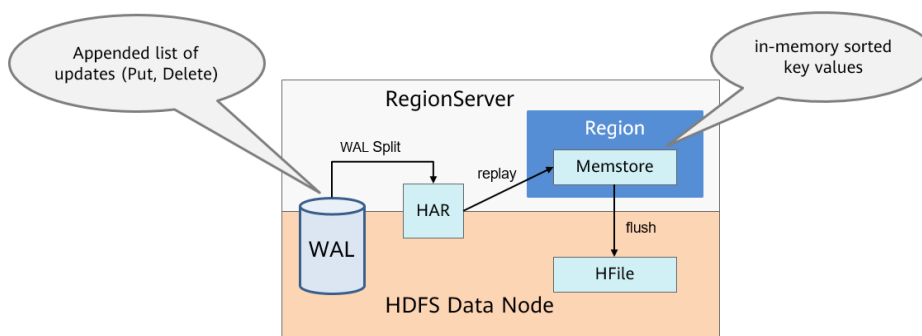 Appended list of
updates (Put, Delete)
in-memory sorted
key values
RegionServer
Region
WAL Split
Memstore
replay
HAR
flush
WAL
HFile
HDFS Data Node